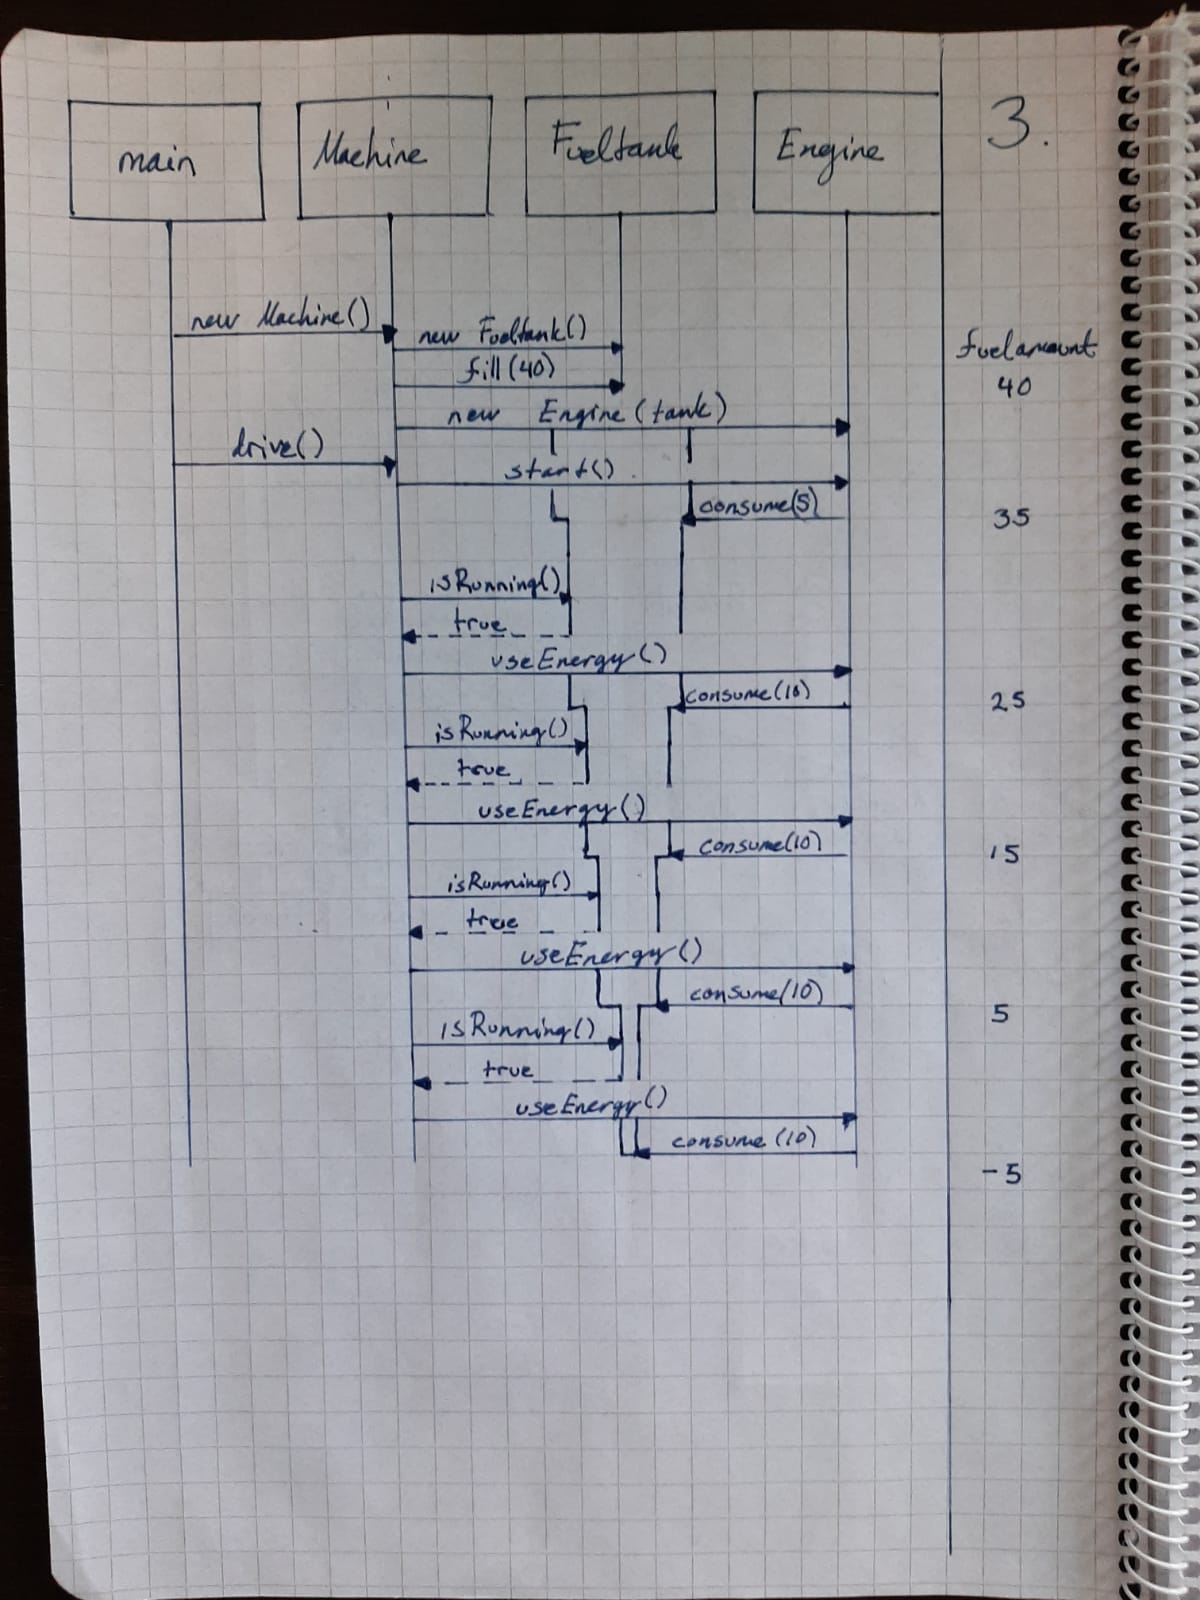 main Machine Fueltank Engine 3.
new Machine()
new Fueltank()
fuelamount
fill(40)
40
new Engine(tank)
drive()
start()
consume(5)
35
isRunning()
true
useEnergy()
consume(10)
25
isRunning()
true
useEnergy()
consume(10)
15
isRunning()
true
useEnergy()
consume(10)
5
isRunning()
true
useEnergy()
consume(10)
-5